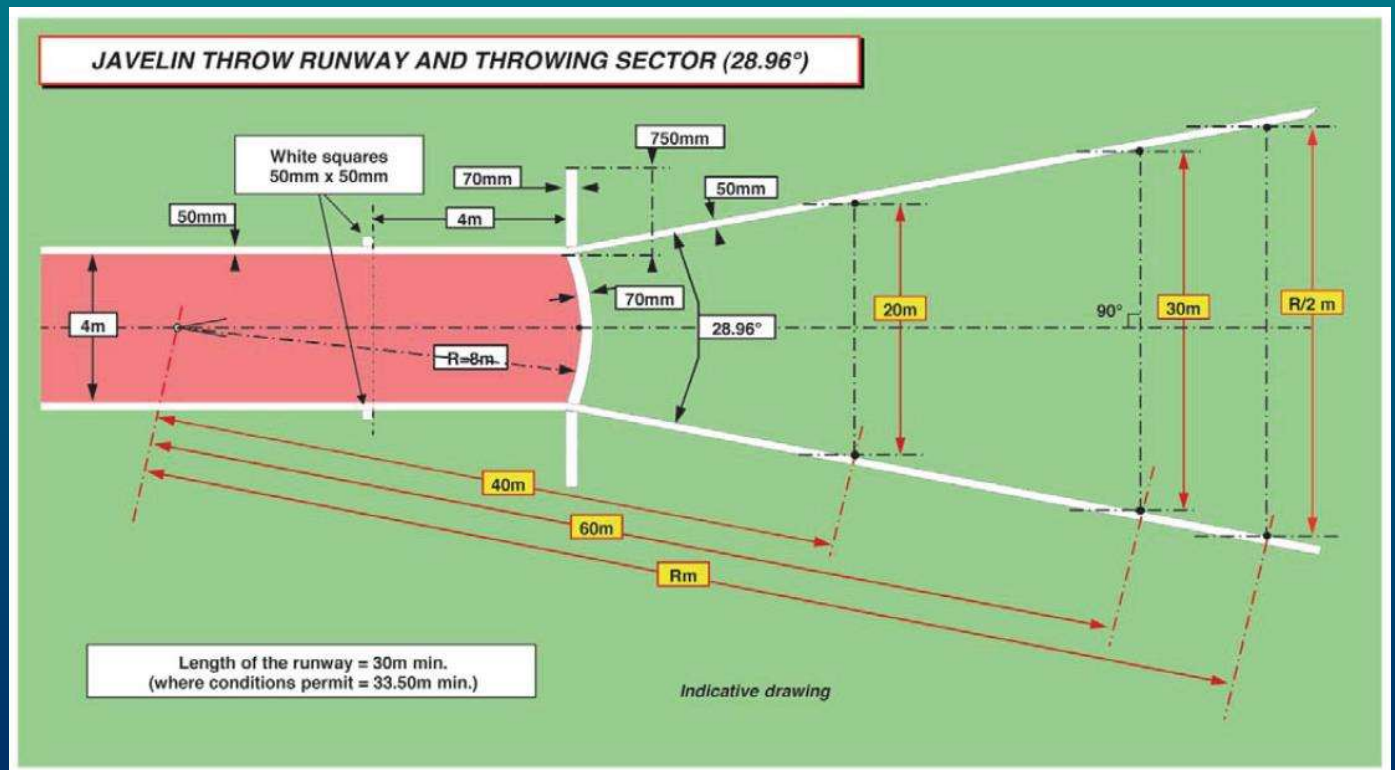 JAVELIN THROW RUNWAY AND THROWING SECTOR (28.96°)
750mm
White squares
50mm x 50mm
70mm
50mm
50mm
4m
4m
70mm
28.96°
R=8m
20m
90°
30m
R/2 m
40m
60m
Rm
Length of the runway = 30m min.
(where conditions permit = 33.50m min.)
Indicative drawing